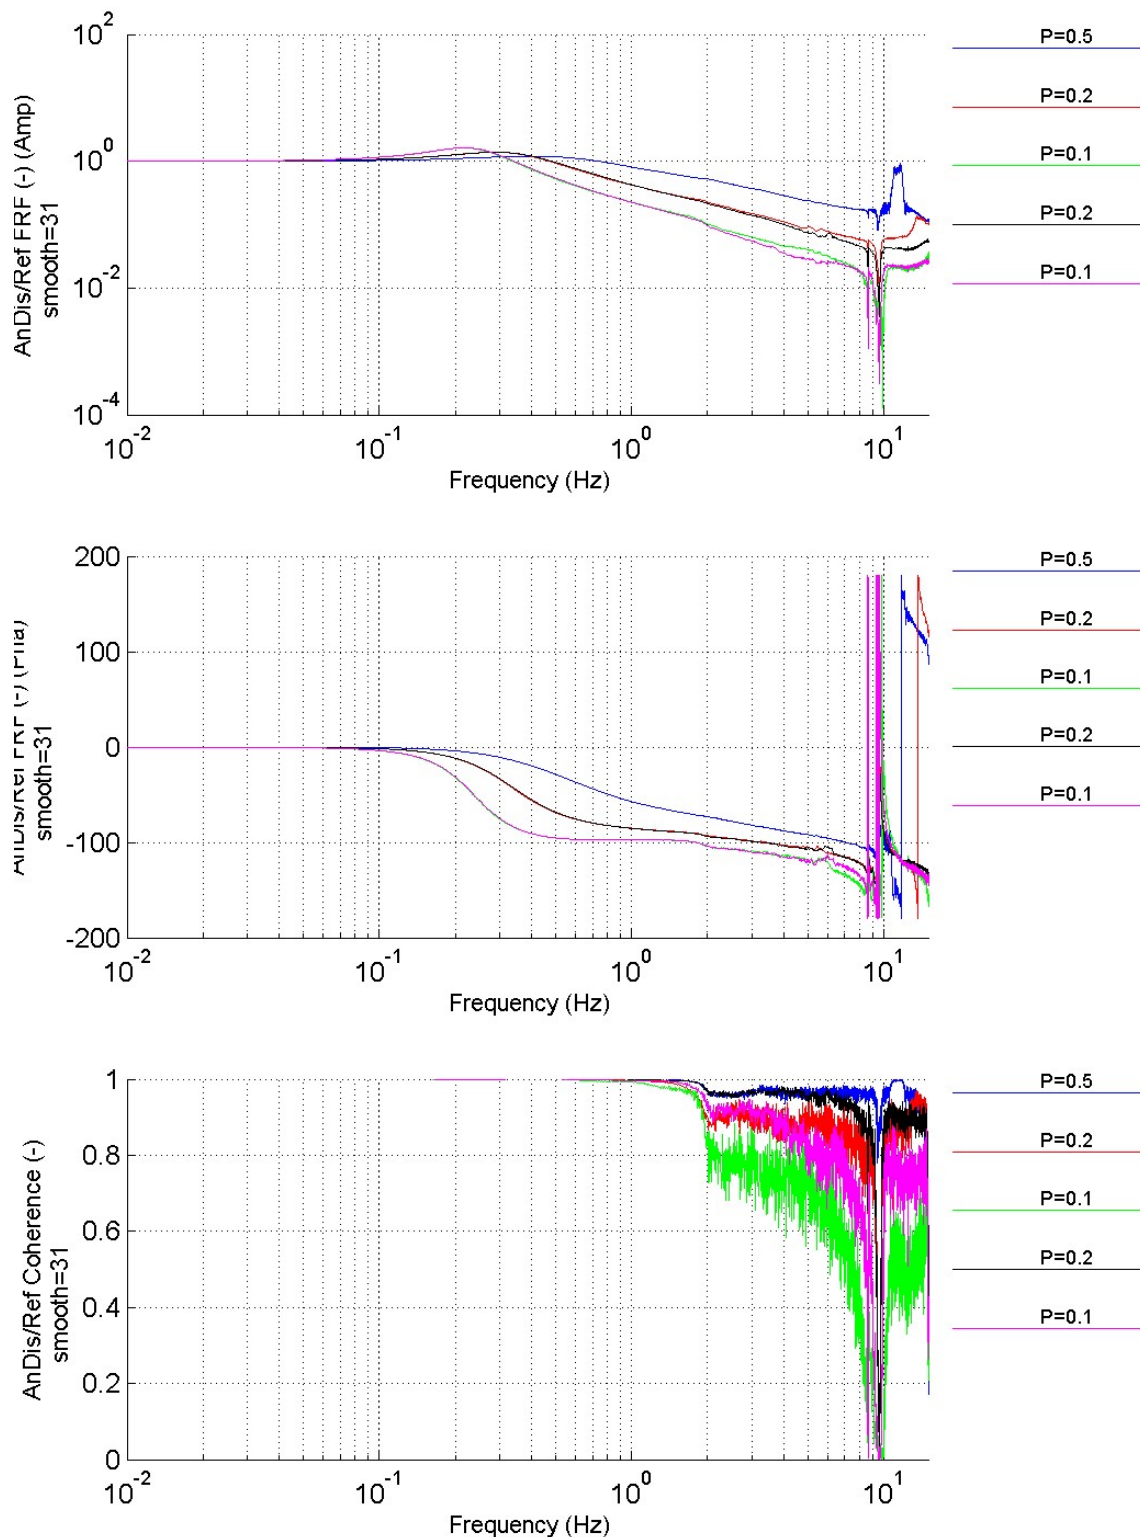 AnDis/Ref FRF (-) (Amp)
smooth=31
10^2
10^0
10^-2
10^-4
10^-2
10^-1
10^0
10^1
Frequency (Hz)
P=0.5
P=0.2
P=0.1
P=0.2
P=0.1
AnDis/Ref FRF (-) (Pha)
smooth=31
200
100
0
-100
-200
10^-2
10^-1
10^0
10^1
Frequency (Hz)
P=0.5
P=0.2
P=0.1
P=0.2
P=0.1
AnDis/Ref Coherence (-)
smooth=31
1
0.8
0.6
0.4
0.2
0
10^-2
10^-1
10^0
10^1
Frequency (Hz)
P=0.5
P=0.2
P=0.1
P=0.2
P=0.1